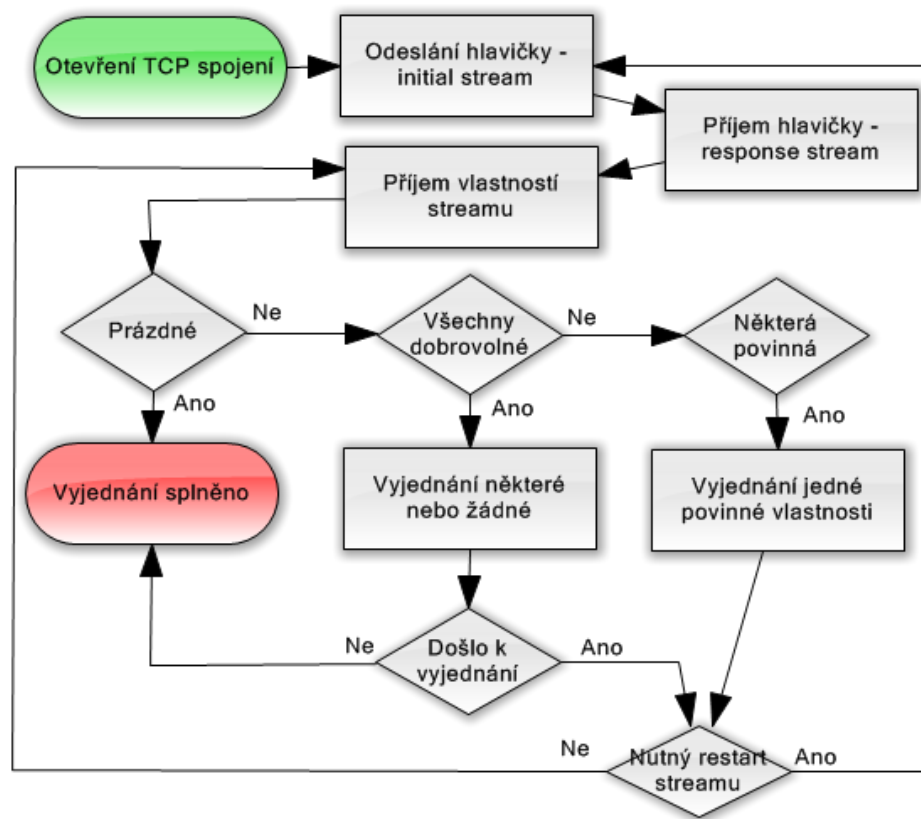 Otevření TCP spojení
Odeslání hlavičky -
initial stream
Příjem hlavičky -
response stream
Příjem vlastností
streamu
Prázdné
Ne
Všechny
dobrovolné
Ne
Některá
povinná
Ano
Ano
Ano
Vyjednání splněno
Vyjednání některé
nebo žádné
Vyjednání jedné
povinné vlastnosti
Ne
Došlo k
vyjednání
Ano
Ne
Nutný restart
streamu
Ano